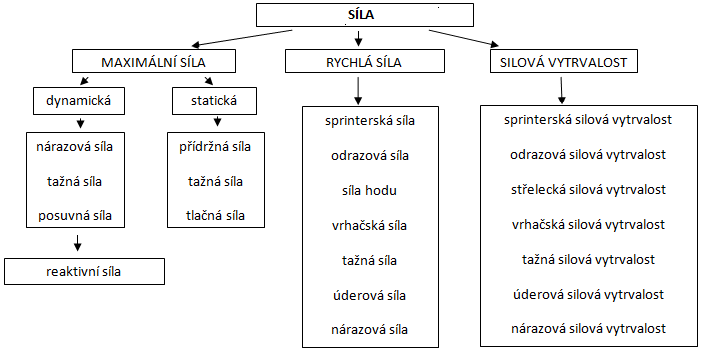 SÍLA
MAXIMÁLNÍ SÍLA
RYCHLÁ SÍLA
SILOVÁ VYTRVALOST
dynamická
statická
nárazová síla
tažná síla
posuvná síla
přídržná síla
tažná síla
tlačná síla
reaktivní síla
sprinterská síla
odrazová síla
síla hodu
vrhačská síla
tažná síla
úderová síla
nárazová síla
sprinterská silová vytrvalost
odrazová silová vytrvalost
střelecká silová vytrvalost
vrhačská silová vytrvalost
tažná silová vytrvalost
úderová silová vytrvalost
nárazová silová vytrvalost